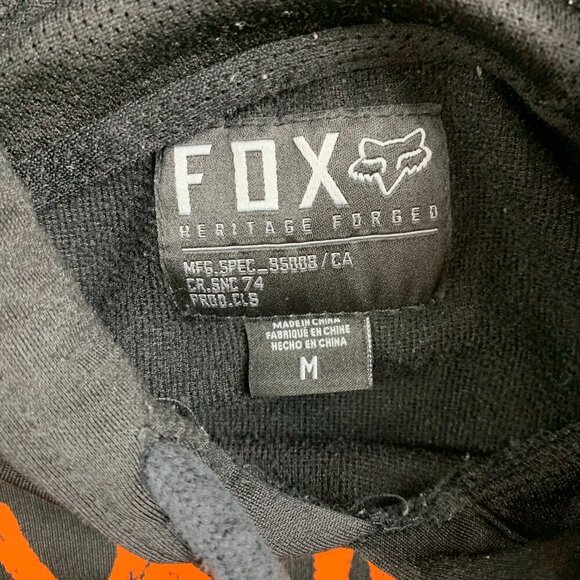 FOX
HERITAGE FORGED
MFG.SPEC_95008/CA
CR.SNC 74
PROD.CLS
MADE IN CHINA
FABRIQUÉ EN CHINE
HECHO EN CHINA
M